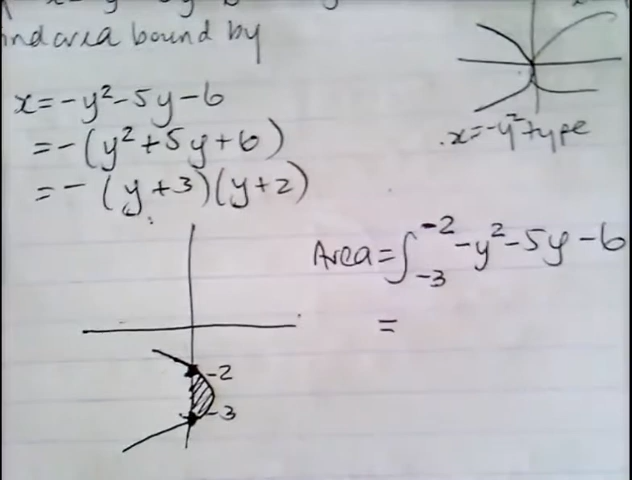 find area bound by
x=-y²-5y-6
=-(y²+5y+6)
=-(y+3)(y+2)
x=-y² type
Area=∫₋₃⁻²-y²-5y-6
=
-2
-3